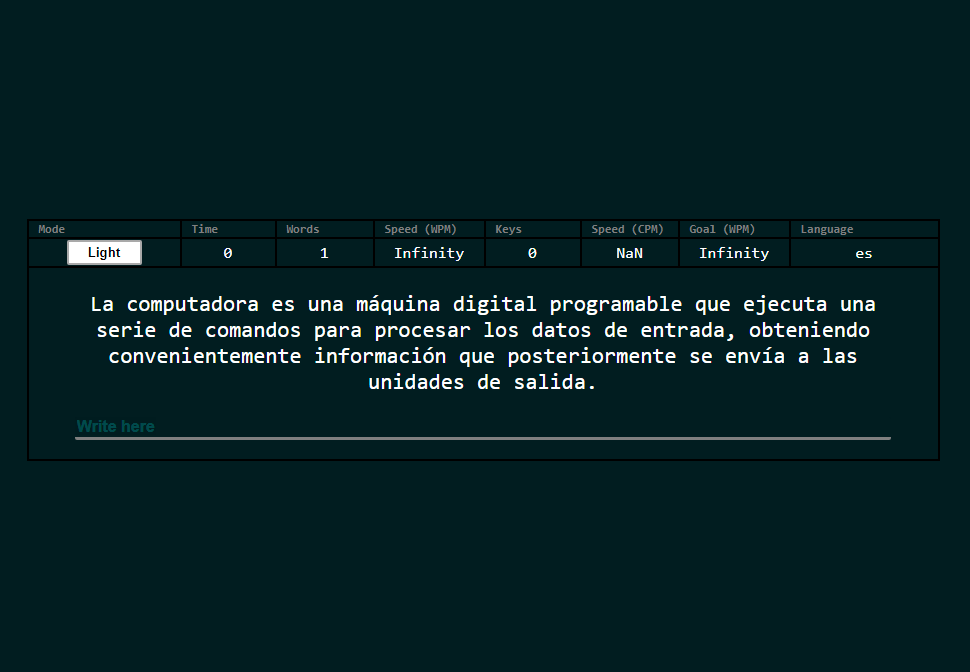 Mode Time Words Speed (WPM) Keys Speed (CPM) Goal (WPM) Language
Light 0 1 Infinity 0 NaN Infinity es
La computadora es una máquina digital programable que ejecuta una
serie de comandos para procesar los datos de entrada, obteniendo
convenientemente información que posteriormente se envía a las
unidades de salida.
Write here